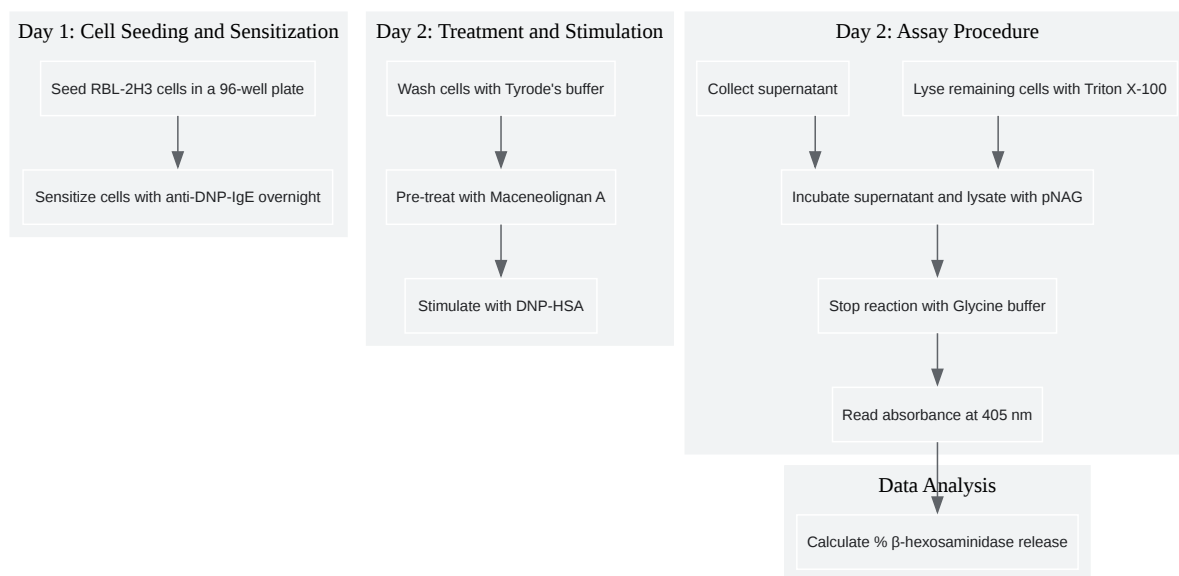 Day 1: Cell Seeding and Sensitization
Seed RBL-2H3 cells in a 96-well plate
Sensitize cells with anti-DNP-IgE overnight
Day 2: Treatment and Stimulation
Wash cells with Tyrode's buffer
Pre-treat with Maceneolignan A
Stimulate with DNP-HSA
Day 2: Assay Procedure
Collect supernatant
Lyse remaining cells with Triton X-100
Incubate supernatant and lysate with pNAG
Stop reaction with Glycine buffer
Read absorbance at 405 nm
Data Analysis
Calculate % β-hexosaminidase release